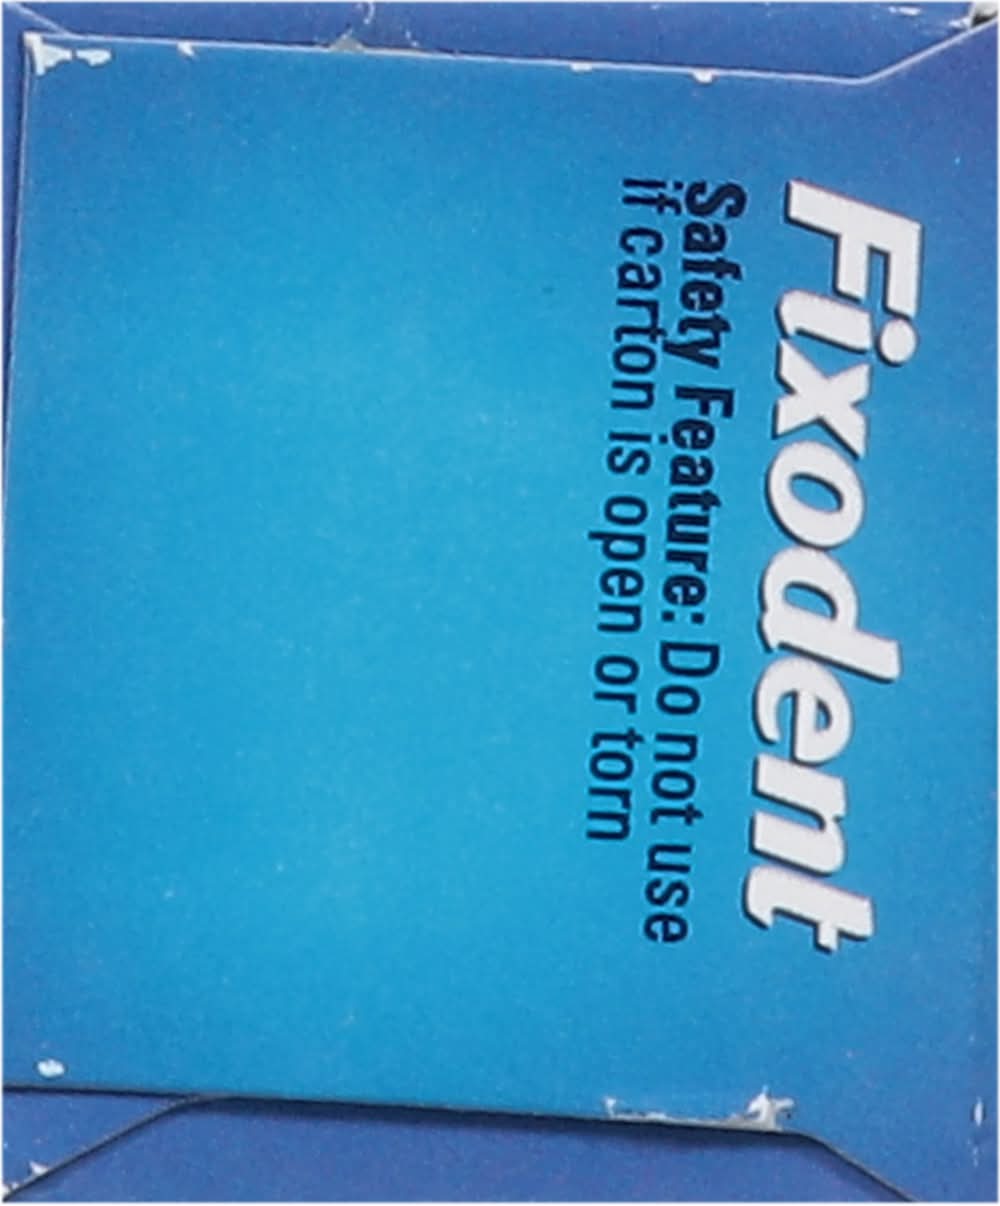 Fixodent
Safety Feature: Do not use
if carton is open or torn